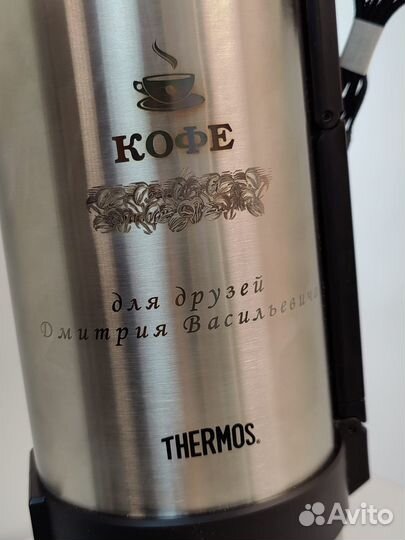 КОФЕ
для друзей
Дмитрия Васильевича
THERMOS®
Avito